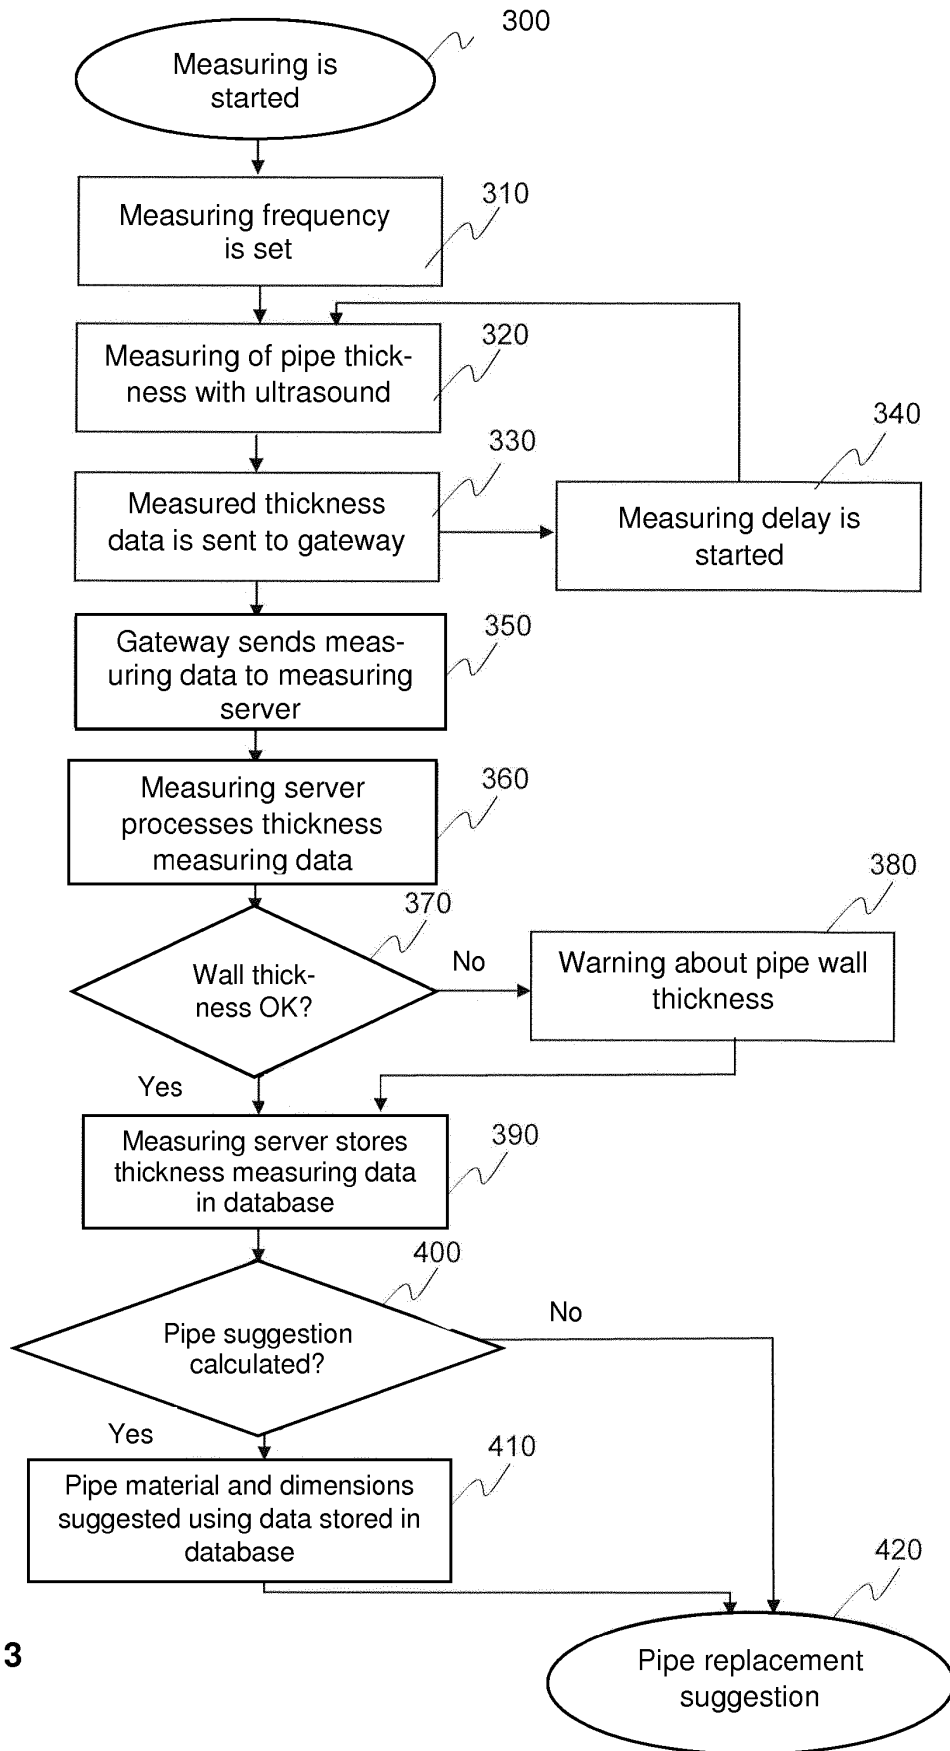 300
Measuring is
started
310
Measuring frequency
is set
320
Measuring of pipe thick-
ness with ultrasound
330
Measured thickness
data is sent to gateway
340
Measuring delay is
started
350
Gateway sends meas-
uring data to measuring
server
360
Measuring server
processes thickness
measuring data
370
Wall thick-
ness OK?
No
380
Warning about pipe wall
thickness
Yes
390
Measuring server stores
thickness measuring data
in database
400
Pipe suggestion
calculated?
No
Yes
410
Pipe material and dimensions
suggested using data stored in
database
420
Pipe replacement
suggestion
3